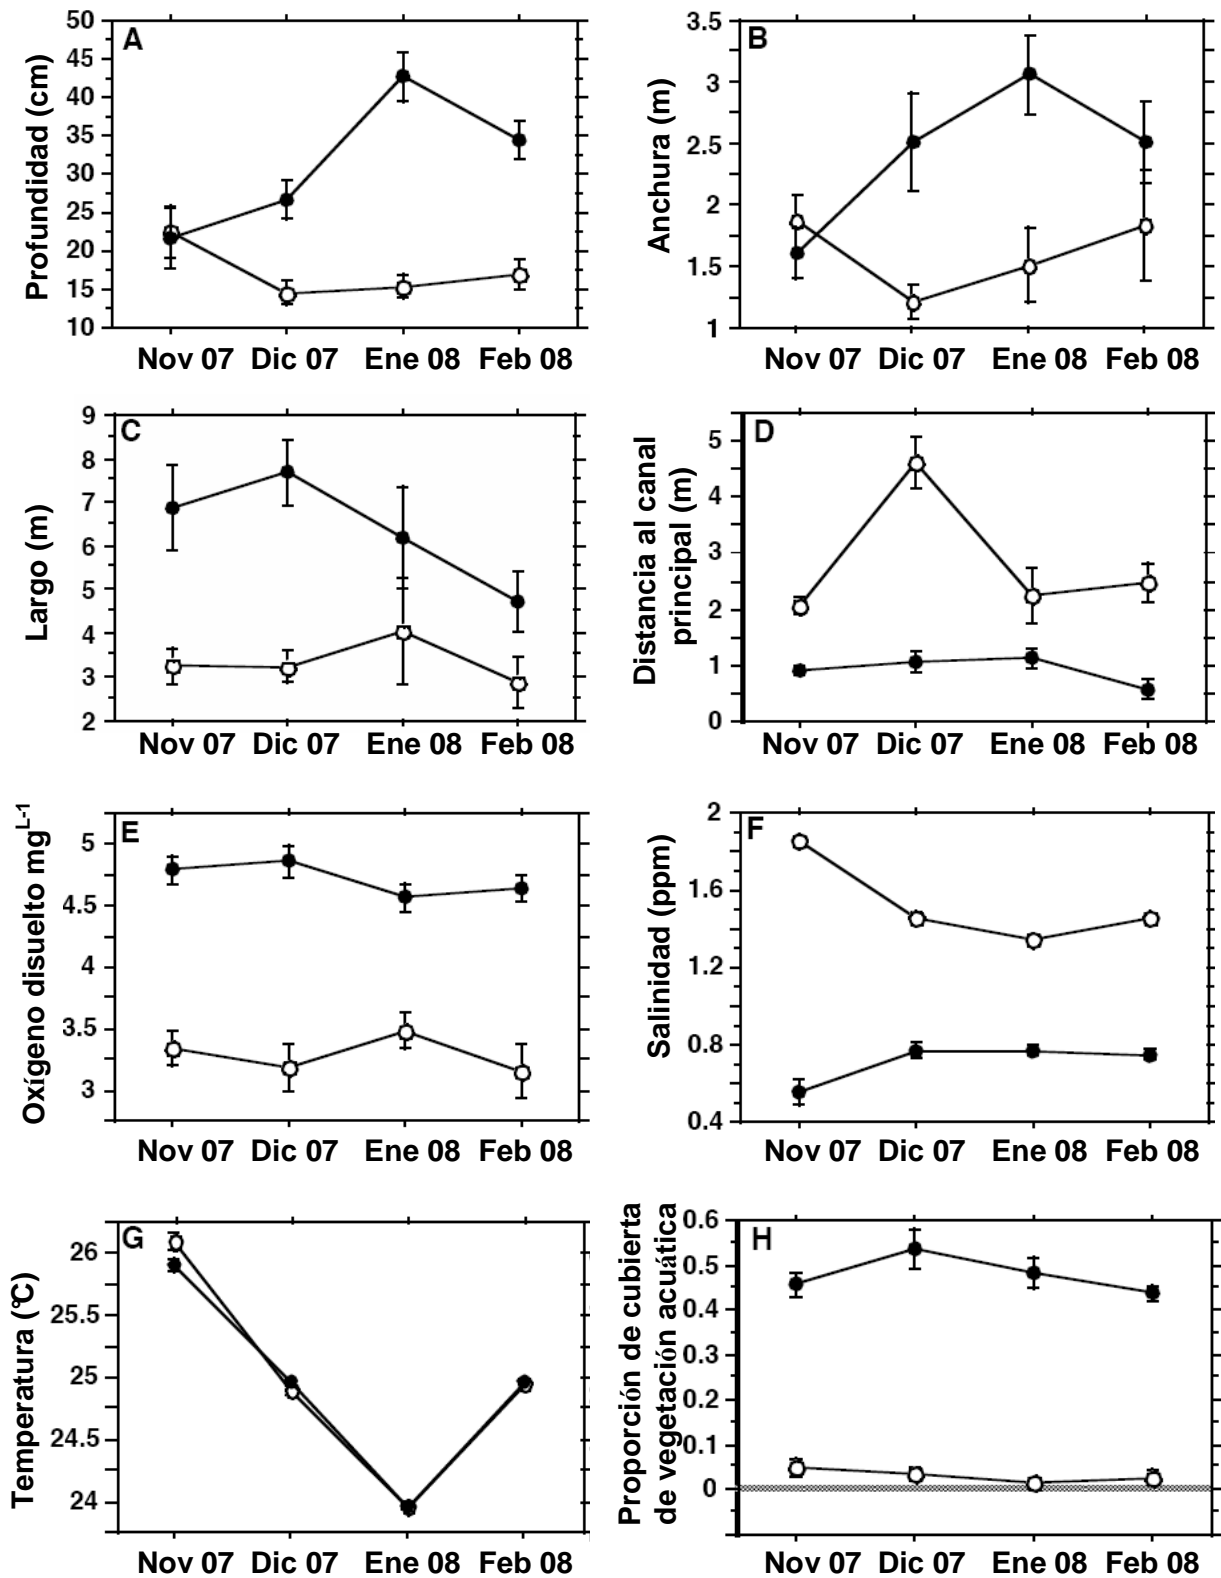 A
Profundidad (cm)
50
45
40
35
30
25
20
15
10
Nov 07 Dic 07 Ene 08 Feb 08
B
Anchura (m)
3.5
3
2.5
2
1.5
1
Nov 07 Dic 07 Ene 08 Feb 08
C
Largo (m)
9
8
7
6
5
4
3
2
Nov 07 Dic 07 Ene 08 Feb 08
D
Distancia al canal
principal (m)
5
4
3
2
1
0
Nov 07 Dic 07 Ene 08 Feb 08
E
Oxígeno disuelto mg^L-1
5
4.5
4
3.5
3
Nov 07 Dic 07 Ene 08 Feb 08
F
Salinidad (ppm)
2
1.6
1.2
0.8
0.4
Nov 07 Dic 07 Ene 08 Feb 08
G
Temperatura (°C)
26
25.5
25
24.5
24
Nov 07 Dic 07 Ene 08 Feb 08
H
Proporción de cubierta
de vegetación acuática
0.6
0.5
0.4
0.3
0.2
0.1
0
Nov 07 Dic 07 Ene 08 Feb 08